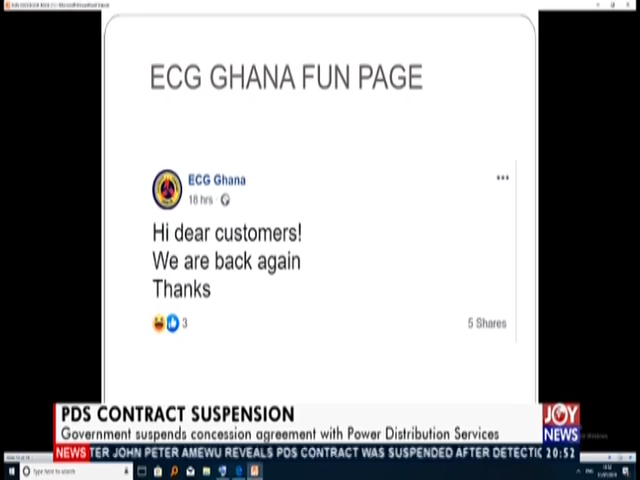 ECG GHANA FUN PAGE
ECG Ghana
18 hrs
Hi dear customers!
We are back again
Thanks
3
5 Shares
PDS CONTRACT SUSPENSION
Government suspends concession agreement with Power Distribution Services
JOY
NEWS
NEWS TER JOHN PETER AMEWU REVEALS PDS CONTRACT WAS SUSPENDED AFTER DETECTIC 20:52
Type here to search